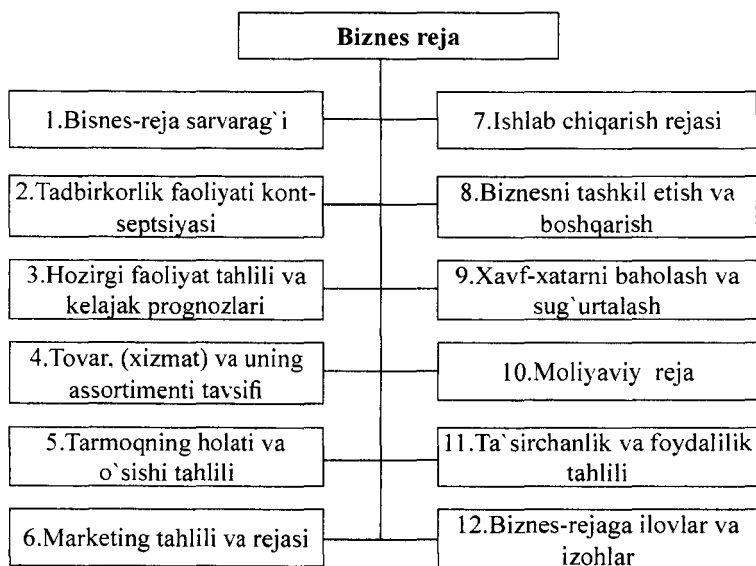 Biznes reja
1.Bisnes-reja sarvarag`i
2.Tadbirkorlik faoliyati kont-
septsiyasi
3.Hozirgi faoliyat tahlili va
kelajak prognozlari
4.Tovar, (xizmat) va uning
assortimenti tavsifi
5.Tarmoqning holati va
o`sishi tahlili
6.Marketing tahlili va rejasi
7.Ishlab chiqarish rejasi
8.Biznesni tashkil etish va
boshqarish
9.Xavf-xatarni baholash va
sug`urtalash
10.Moliyaviy reja
11.Ta`sirchanlik va foydalilik
tahlili
12.Biznes-rejaga ilovlar va
izohlar